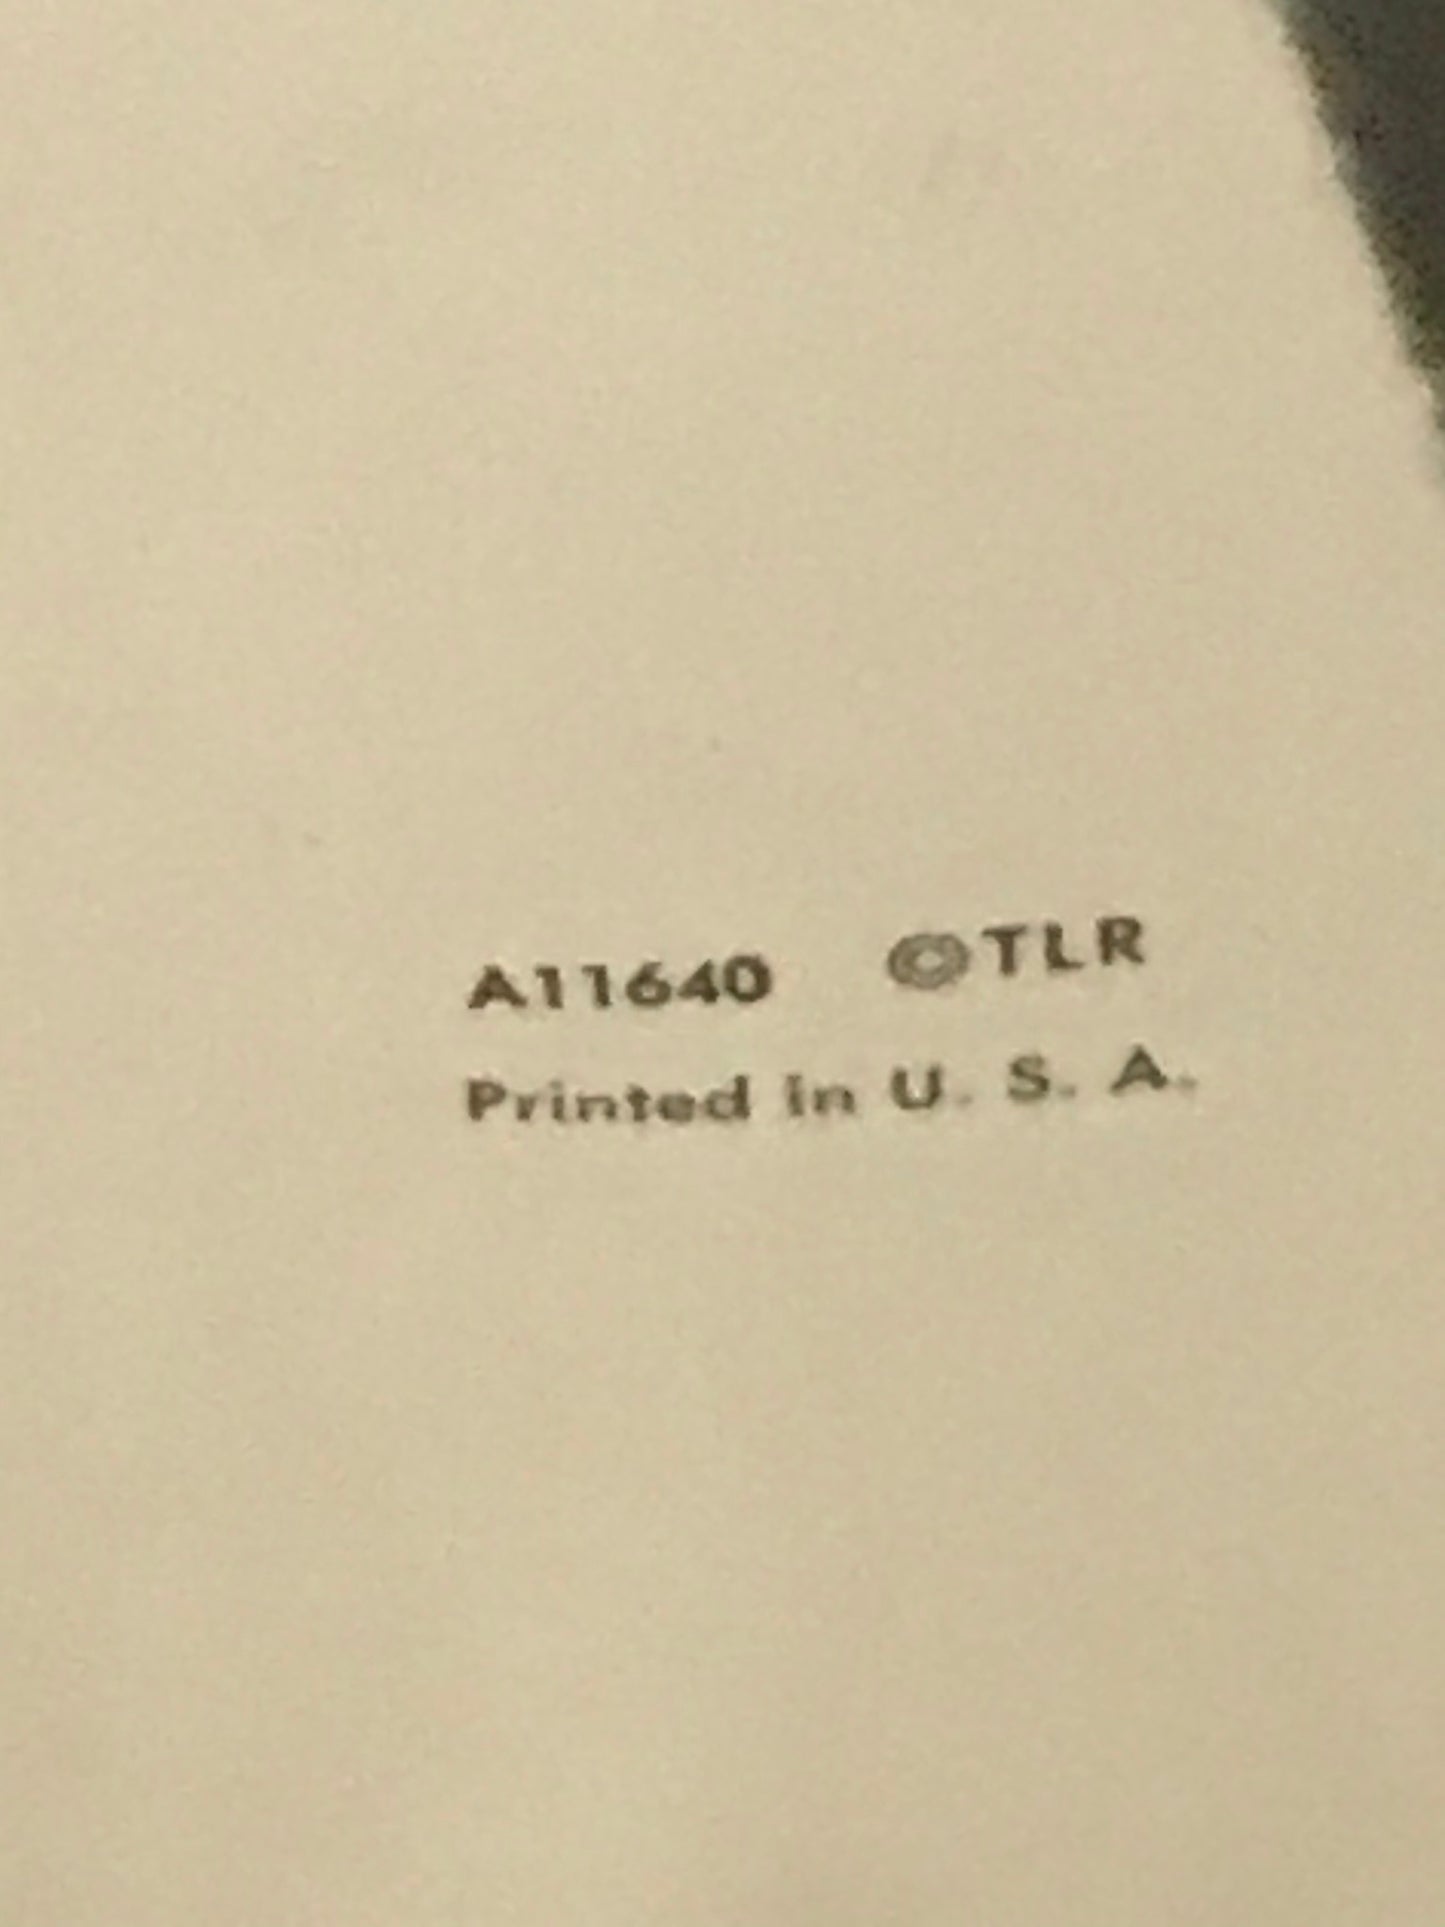 A11640 ©TLR
Printed in U. S. A.